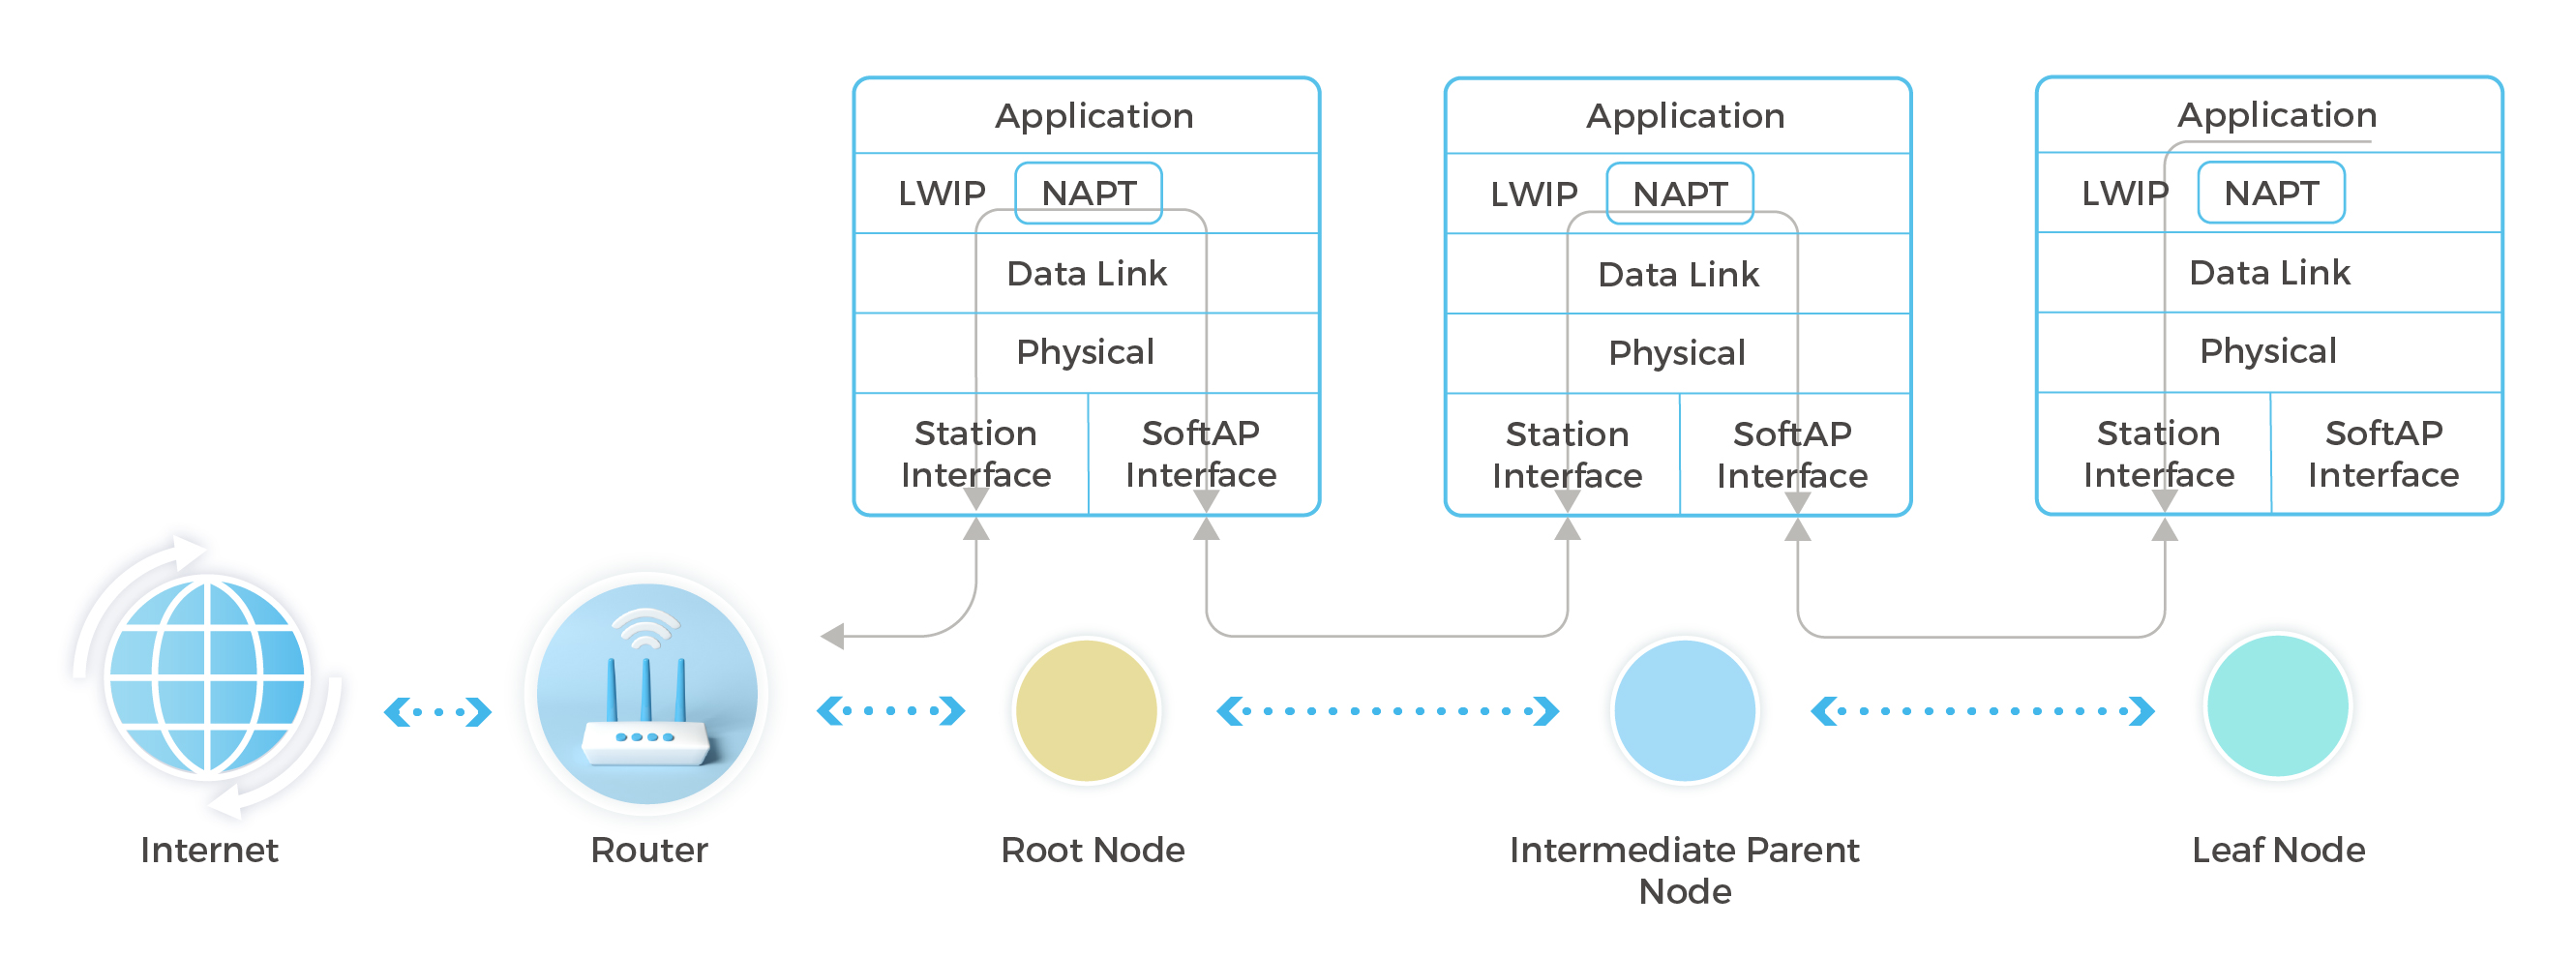 Application
LWIP NAPT
Data Link
Physical
Station
Interface
SoftAP
Interface
Application
LWIP NAPT
Data Link
Physical
Station
Interface
SoftAP
Interface
Application
LWIP NAPT
Data Link
Physical
Station
Interface
SoftAP
Interface
Internet
Router
Root Node
Intermediate Parent
Node
Leaf Node